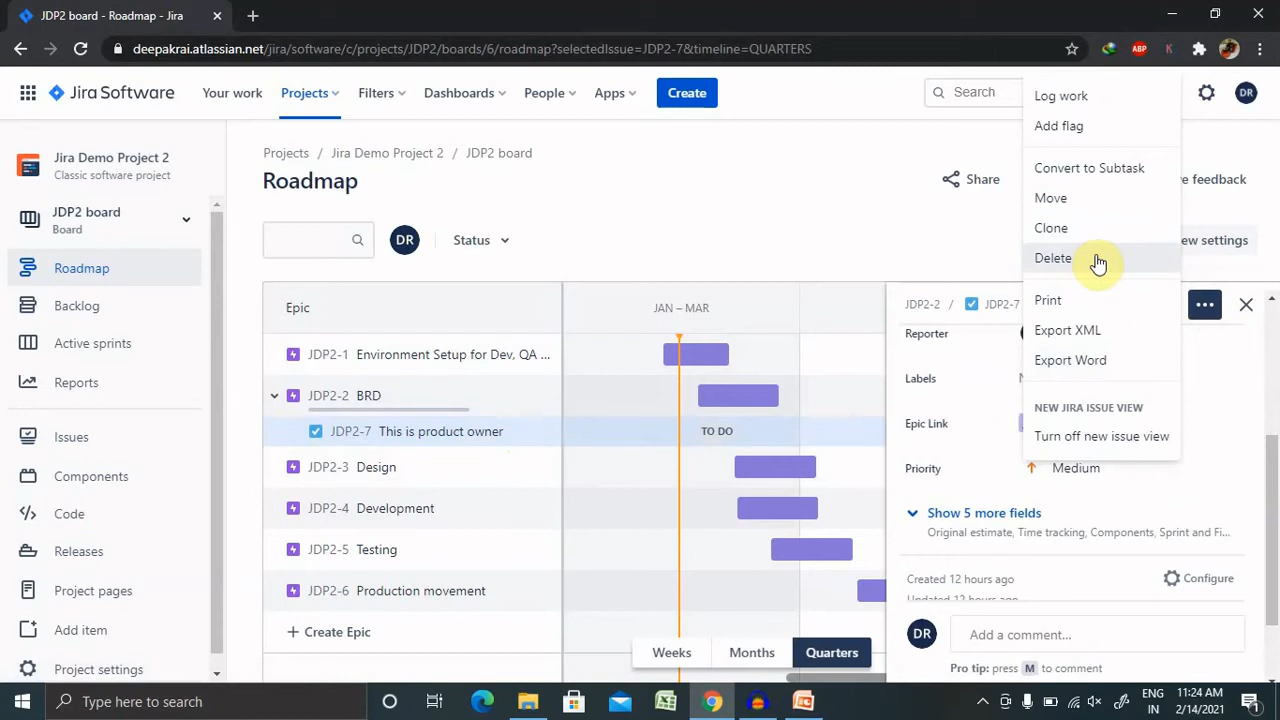 JDP2 board - Roadmap - Jira
deepakrai.atlassian.net/jira/software/c/projects/JDP2/boards/6/roadmap?selectedIssue=JDP2-7&timeline=QUARTERS
ABP
K
Jira Software
Your work
Projects
Filters
Dashboards
People
Apps
Create
Search
DR
Jira Demo Project 2
Classic software project
JDP2 board
Board
Roadmap
Backlog
Active sprints
Reports
Issues
Components
Code
Releases
Project pages
Add item
Project settings
Projects / Jira Demo Project 2 / JDP2 board
Roadmap
Share
feedback
DR
Status
settings
Log work
Add flag
Convert to Subtask
Move
Clone
Delete
Print
Export XML
Export Word
NEW JIRA ISSUE VIEW
Turn off new issue view
Epic
JAN – MAR
JDP2-1 Environment Setup for Dev, QA ...
JDP2-2 BRD
JDP2-7 This is product owner
TO DO
JDP2-3 Design
JDP2-4 Development
JDP2-5 Testing
JDP2-6 Production movement
+ Create Epic
Weeks
Months
Quarters
JDP2-2 / JDP2-7
Reporter
Labels
Epic Link
Priority
Medium
Show 5 more fields
Original estimate, Time tracking, Components, Sprint and Fi...
Created 12 hours ago
Updated 12 hours ago
Configure
DR
Add a comment...
Pro tip: press M to comment
Type here to search
ENG
IN
11:24 AM
2/14/2021
1